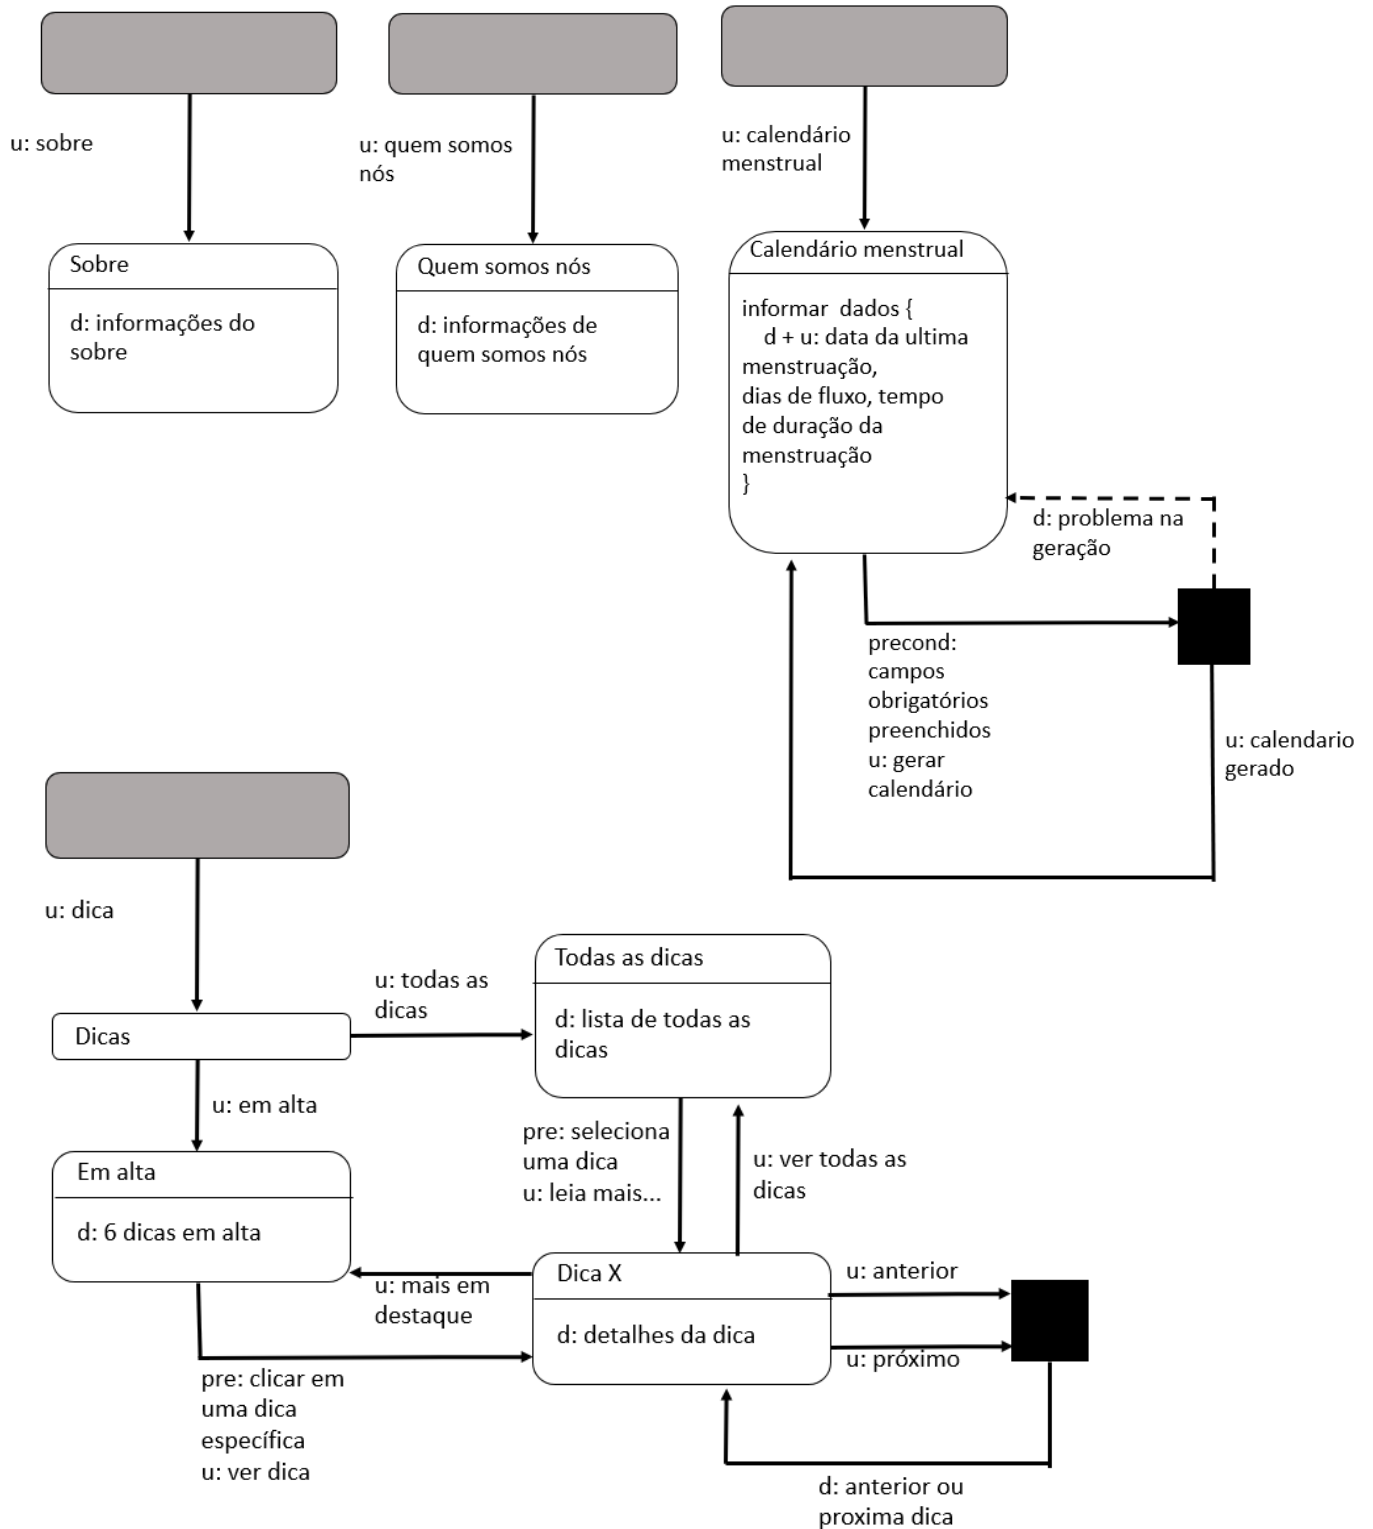 u: sobre
Sobre
d: informações do
sobre
u: quem somos
nós
Quem somos nós
d: informações de
quem somos nós
u: calendário
menstrual
Calendário menstrual
informar  dados {
d + u: data da ultima
menstruação,
dias de fluxo, tempo
de duração da
menstruação
}
d: problema na
geração
precond:
campos
obrigatórios
preenchidos
u: gerar
calendário
u: calendario
gerado
u: dica
Dicas
u: todas as
dicas
Todas as dicas
d: lista de todas as
dicas
u: em alta
Em alta
d: 6 dicas em alta
pre: seleciona
uma dica
u: leia mais...
u: ver todas as
dicas
u: mais em
destaque
Dica X
d: detalhes da dica
u: anterior
u: próximo
pre: clicar em
uma dica
específica
u: ver dica
d: anterior ou
proxima dica